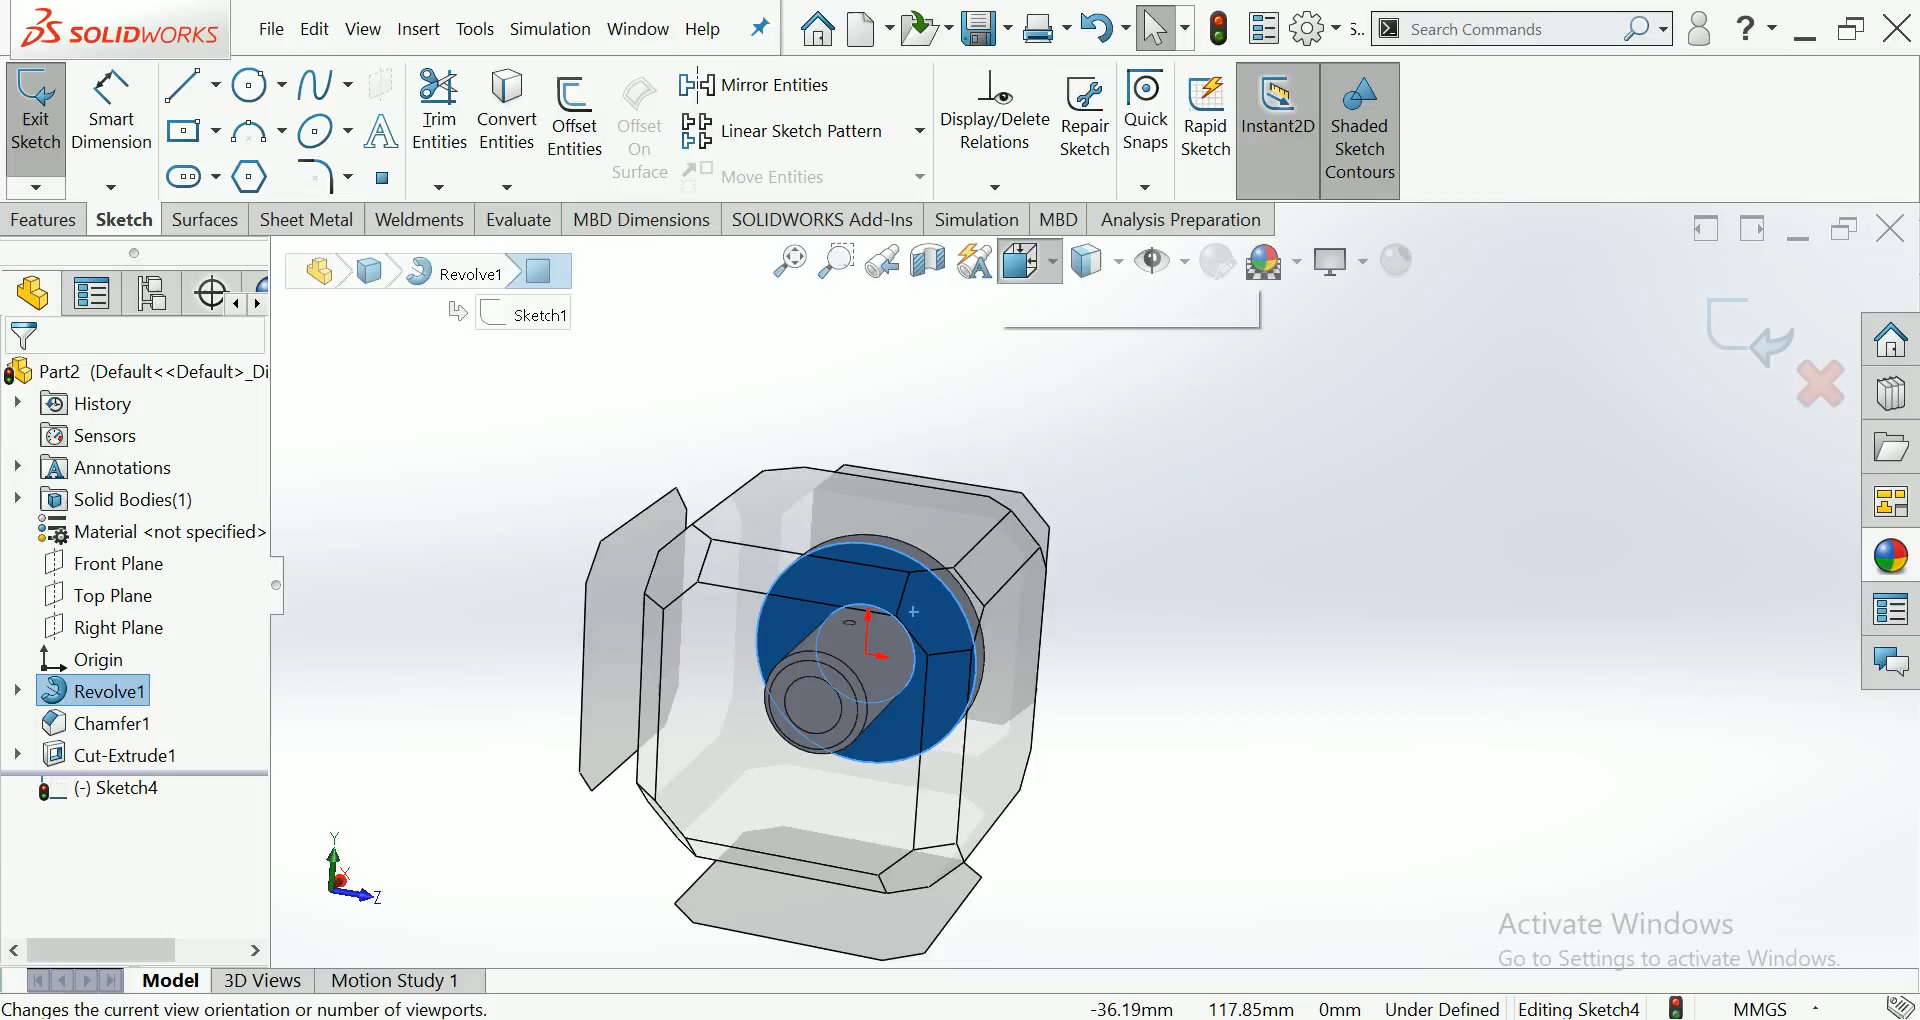 SOLIDWORKS
File Edit View Insert Tools Simulation Window Help
S..
Search Commands
?
Exit Sketch
Smart Dimension
Trim Entities
Convert Entities
Offset Entities
Offset On Surface
Mirror Entities
Linear Sketch Pattern
Move Entities
Display/Delete Relations
Repair Sketch
Quick Snaps
Rapid Sketch
Instant2D
Shaded Sketch Contours
Features Sketch Surfaces Sheet Metal Weldments Evaluate MBD Dimensions SOLIDWORKS Add-Ins Simulation MBD Analysis Preparation
Revolve1
Sketch1
Part2 (Default<<Default>_Di
History
Sensors
Annotations
Solid Bodies(1)
Material <not specified>
Front Plane
Top Plane
Right Plane
Origin
Revolve1
Chamfer1
Cut-Extrude1
(-) Sketch4
Y
X
Z
Activate Windows
Go to Settings to activate Windows.
Model 3D Views Motion Study 1
Changes the current view orientation or number of viewports.
-36.19mm 117.85mm 0mm Under Defined Editing Sketch4 MMGS